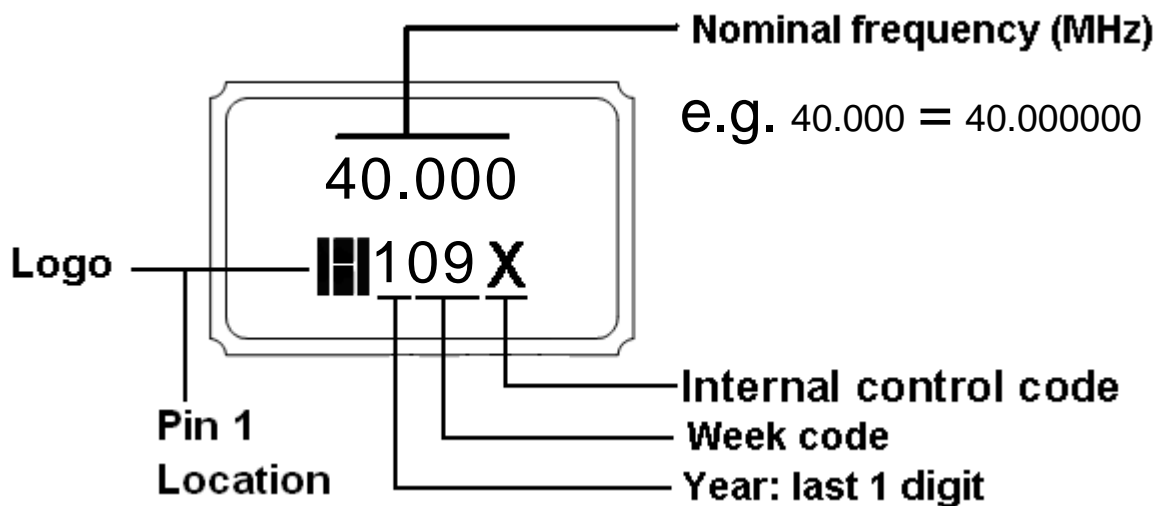 Nominal frequency (MHz)
e.g. 40.000 = 40.000000
40.000
109 X
Logo
Pin 1
Location
Internal control code
Week code
Year: last 1 digit